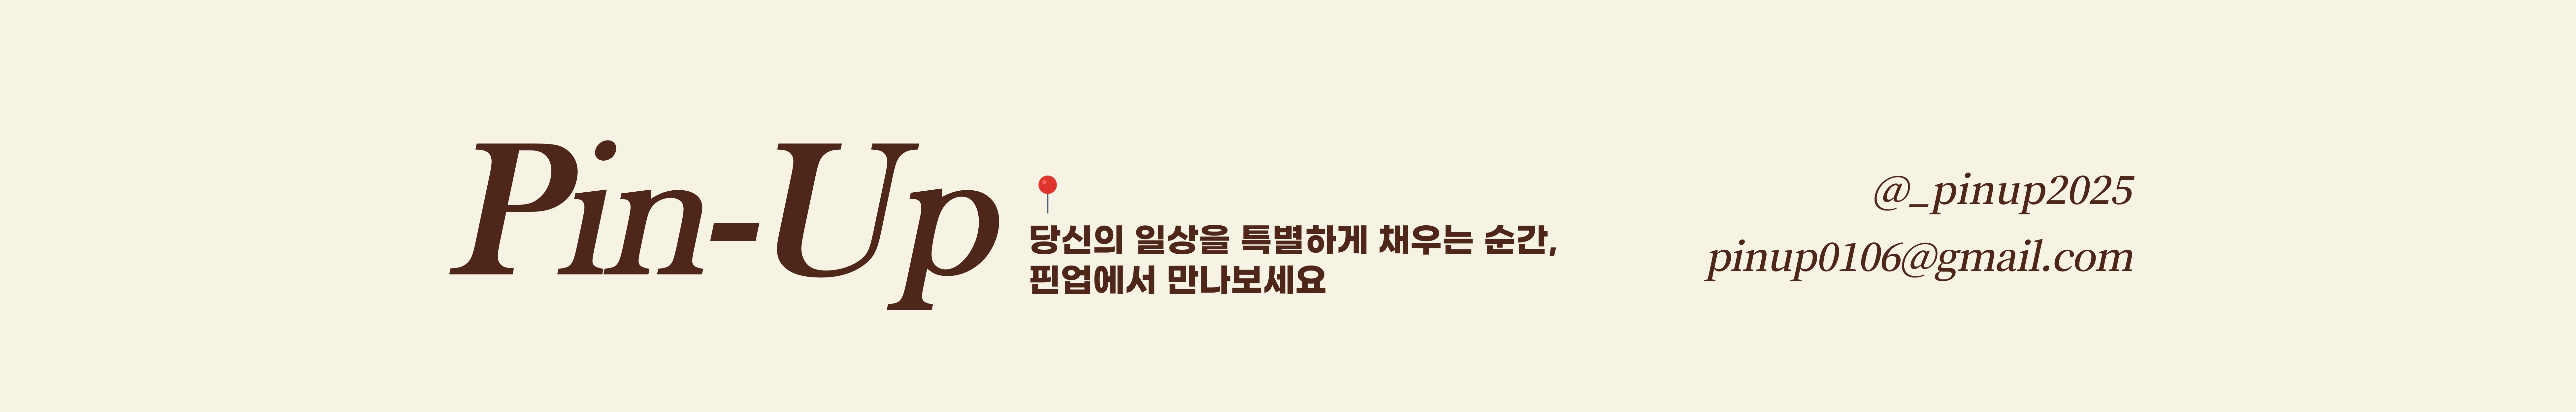 Pin-Up
당신의 일상을 특별하게 채우는 순간,
핀업에서 만나보세요
@_pinup2025
pinup0106@gmail.com